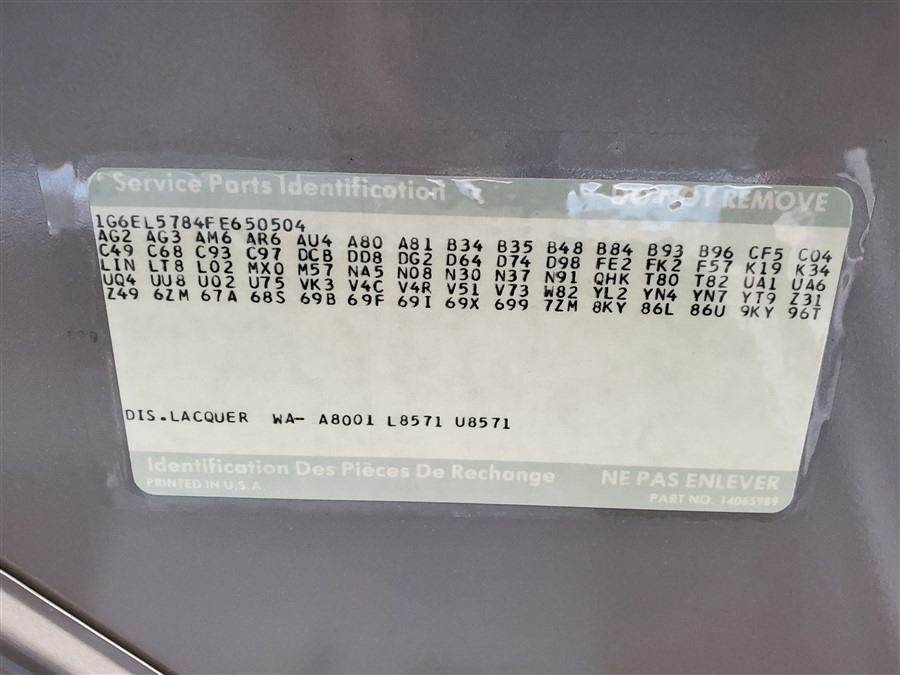 Service Parts Identification DO NOT REMOVE
1G6EL5784FE650504
AG2 AG3 AM6 AR6 AU4 A80 A81 B34 B35 B48 B84 B93 B96 CF5 C04
C49 C68 C93 C97 DCB DD8 DG2 D64 D74 D98 FE2 FK2 F57 K19 K34
LIN LT8 L02 MX0 M57 NA5 N08 N30 N37 N91 QHK T80 T82 UA1 UA6
UQ4 UU8 U02 U75 VK3 V4C V4R V51 V73 W82 YL2 YN4 YN7 YT9 Z31
Z49 6ZM 67A 68S 69B 69F 69I 69X 699 7ZM 8KY 86L 86U 9KY 96T
DIS.LACQUER WA- A8001 L8571 U8571
Identification Des Pièces De Rechange NE PAS ENLEVER
PRINTED IN U.S.A PART NO. 14065989